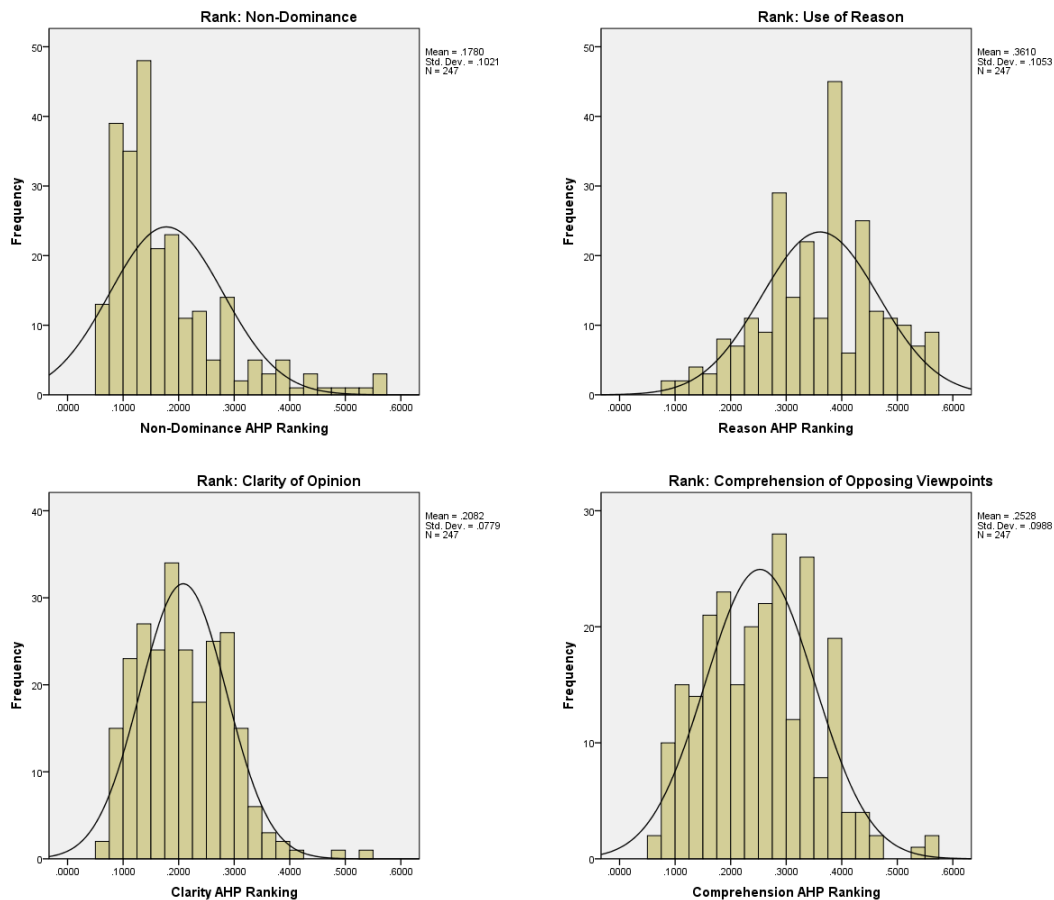 Rank: Non-Dominance
Mean = .1780
Std. Dev. = .1021
N = 247
50
40
30
20
10
0
Frequency
.0000 .1000 .2000 .3000 .4000 .5000 .6000
Non-Dominance AHP Ranking
Rank: Use of Reason
Mean = .3610
Std. Dev. = .1053
N = 247
50
40
30
20
10
0
Frequency
.0000 .1000 .2000 .3000 .4000 .5000 .6000
Reason AHP Ranking
Rank: Clarity of Opinion
Mean = .2082
Std. Dev. = .0779
N = 247
40
30
20
10
0
Frequency
.0000 .1000 .2000 .3000 .4000 .5000 .6000
Clarity AHP Ranking
Rank: Comprehension of Opposing Viewpoints
Mean = .2528
Std. Dev. = .0988
N = 247
30
20
10
0
Frequency
.0000 .1000 .2000 .3000 .4000 .5000 .6000
Comprehension AHP Ranking